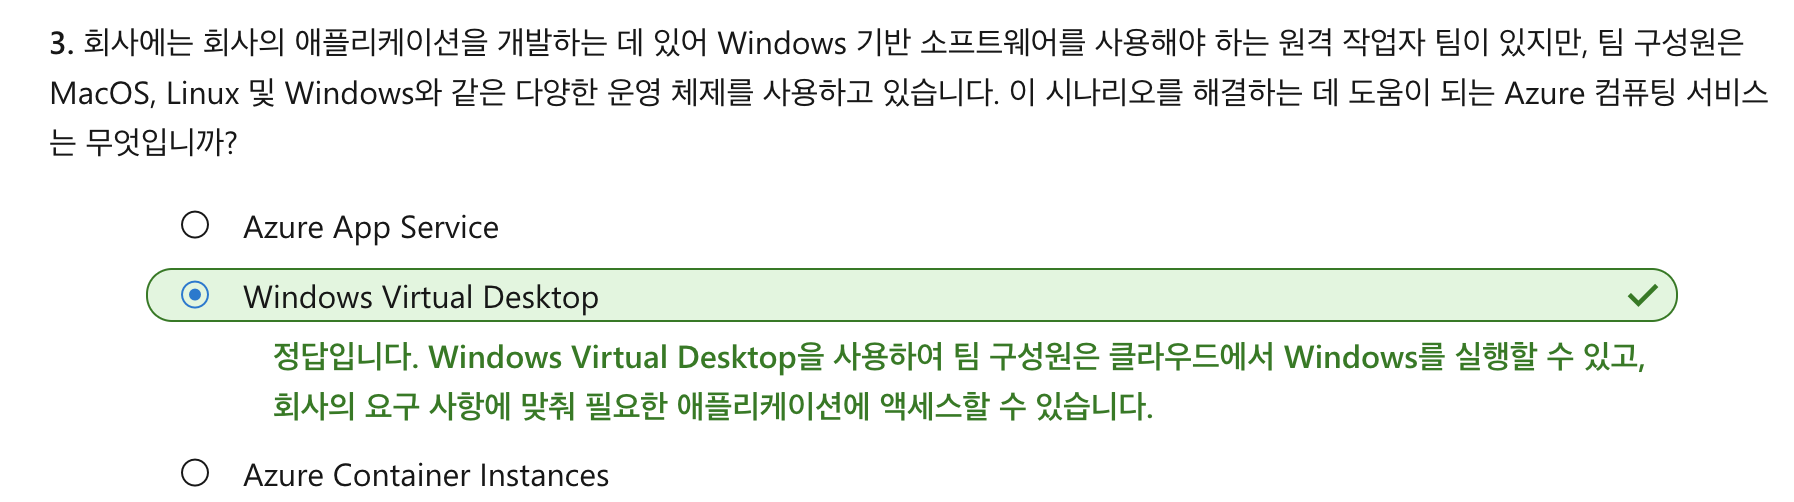 3. 회사에는 회사의 애플리케이션을 개발하는 데 있어 Windows 기반 소프트웨어를 사용해야 하는 원격 작업자 팀이 있지만, 팀 구성원은
MacOS, Linux 및 Windows와 같은 다양한 운영 체제를 사용하고 있습니다. 이 시나리오를 해결하는 데 도움이 되는 Azure 컴퓨팅 서비스
는 무엇입니까?
Azure App Service
Windows Virtual Desktop
정답입니다. Windows Virtual Desktop을 사용하여 팀 구성원은 클라우드에서 Windows를 실행할 수 있고,
회사의 요구 사항에 맞춰 필요한 애플리케이션에 액세스할 수 있습니다.
Azure Container Instances